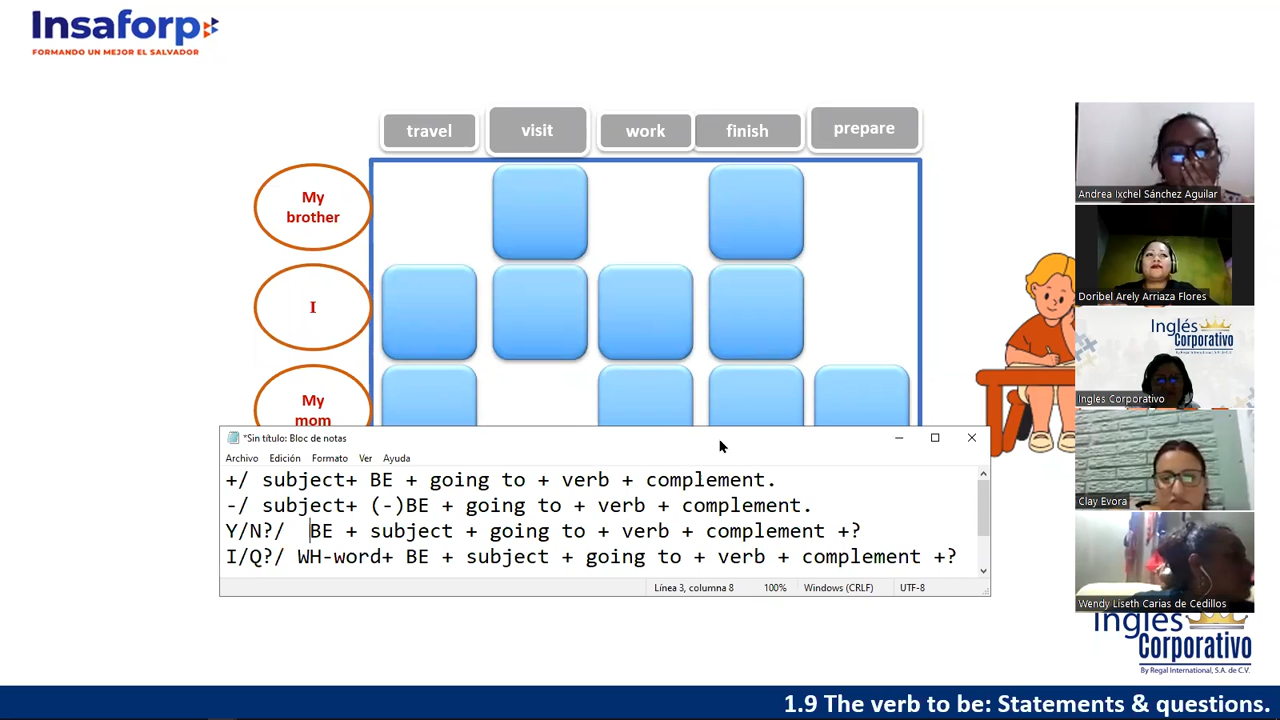 Insaforp
FORMANDO UN MEJOR EL SALVADOR
travel
visit
work
finish
prepare
My
brother
I
My
mom
*Sin título: Bloc de notas
Archivo Edición Formato Ver Ayuda
+/ subject+ BE + going to + verb + complement.
-/ subject+ (-)BE + going to + verb + complement.
Y/N?/ BE + subject + going to + verb + complement +?
I/Q?/ WH-word+ BE + subject + going to + verb + complement +?
Línea 3, columna 8 100% Windows (CRLF) UTF-8
Andrea Ixchel Sánchez Aguilar
Doribel Arely Arriaza Flores
Inglés
Corporativo
By Regal International, S.A. de C.V.
Ingles Corporativo
Clay Evora
Wendy Liseth Carias de Cedillos
Inglés
Corporativo
By Regal International, S.A. de C.V.
1.9 The verb to be: Statements & questions.